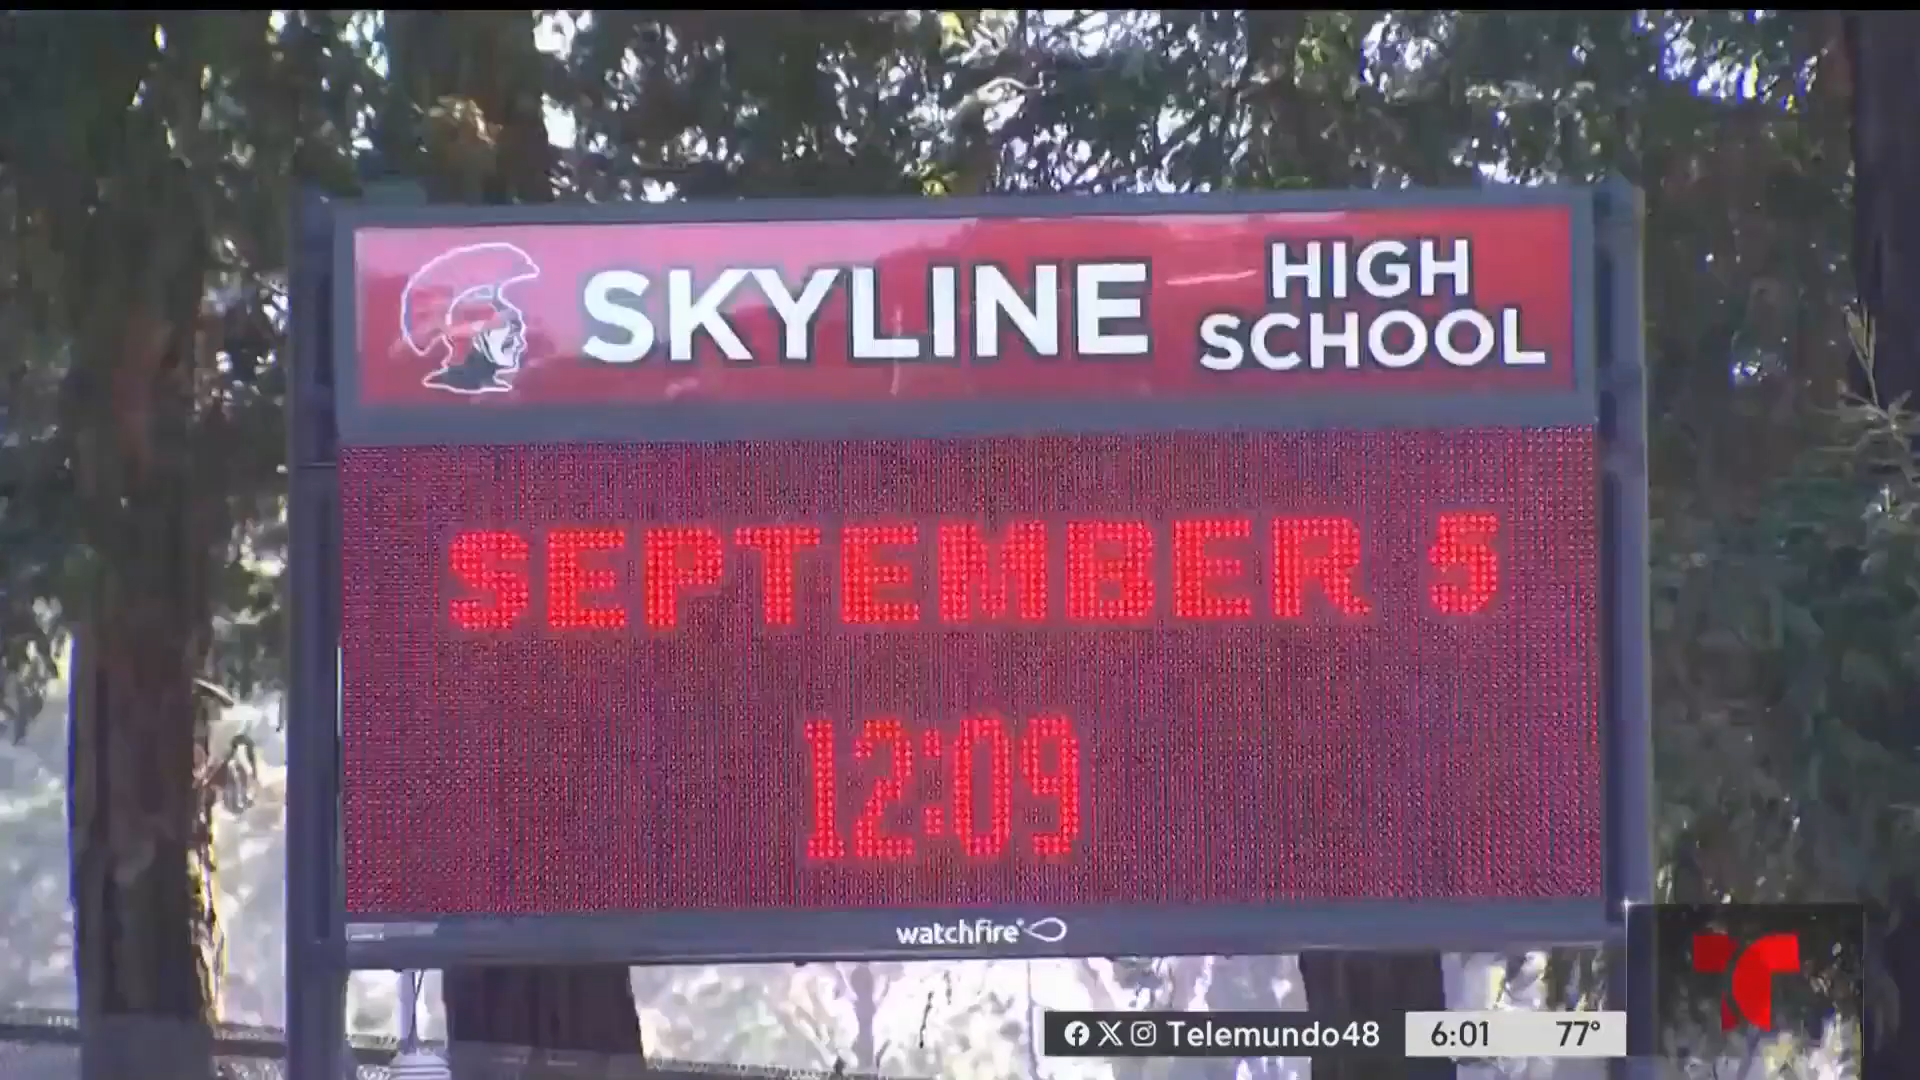 SKYLINE HIGH SCHOOL
SEPTEMBER 5
12:09
watchfire
Telemundo48
6:01 77°